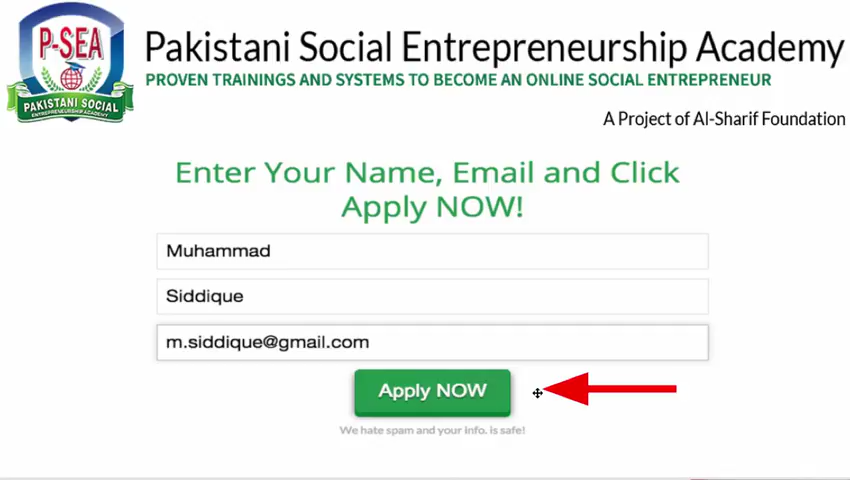 P-SEA
PAKISTANI SOCIAL
ENTREPRENEURSHIP ACADEMY
Pakistani Social Entrepreneurship Academy
PROVEN TRAININGS AND SYSTEMS TO BECOME AN ONLINE SOCIAL ENTREPRENEUR
A Project of Al-Sharif Foundation
Enter Your Name, Email and Click
Apply NOW!
Muhammad
Siddique
m.siddique@gmail.com
Apply NOW
We hate spam and your info. is safe!